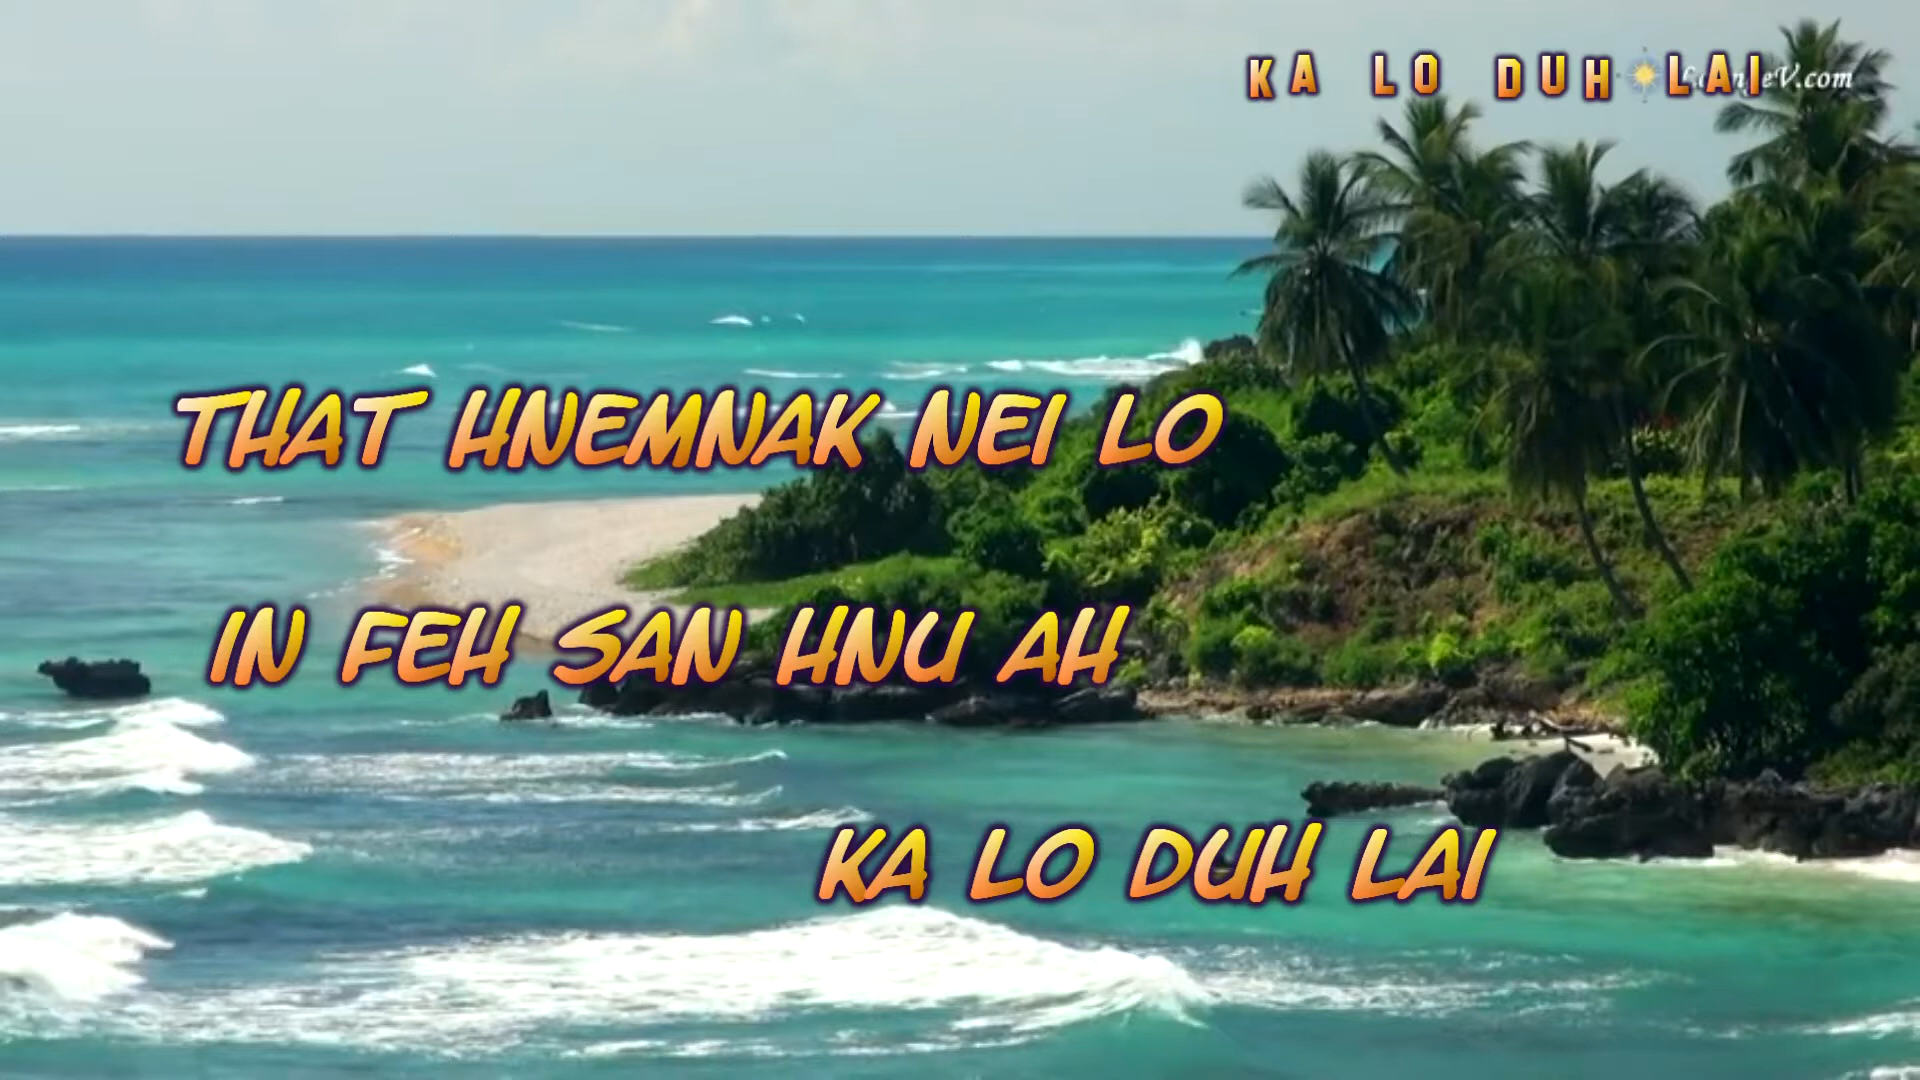 KA LO DUH LAI
THAT HNEMNAK NEI LO
IN FEH SAN HNU AH
KA LO DUH LAI